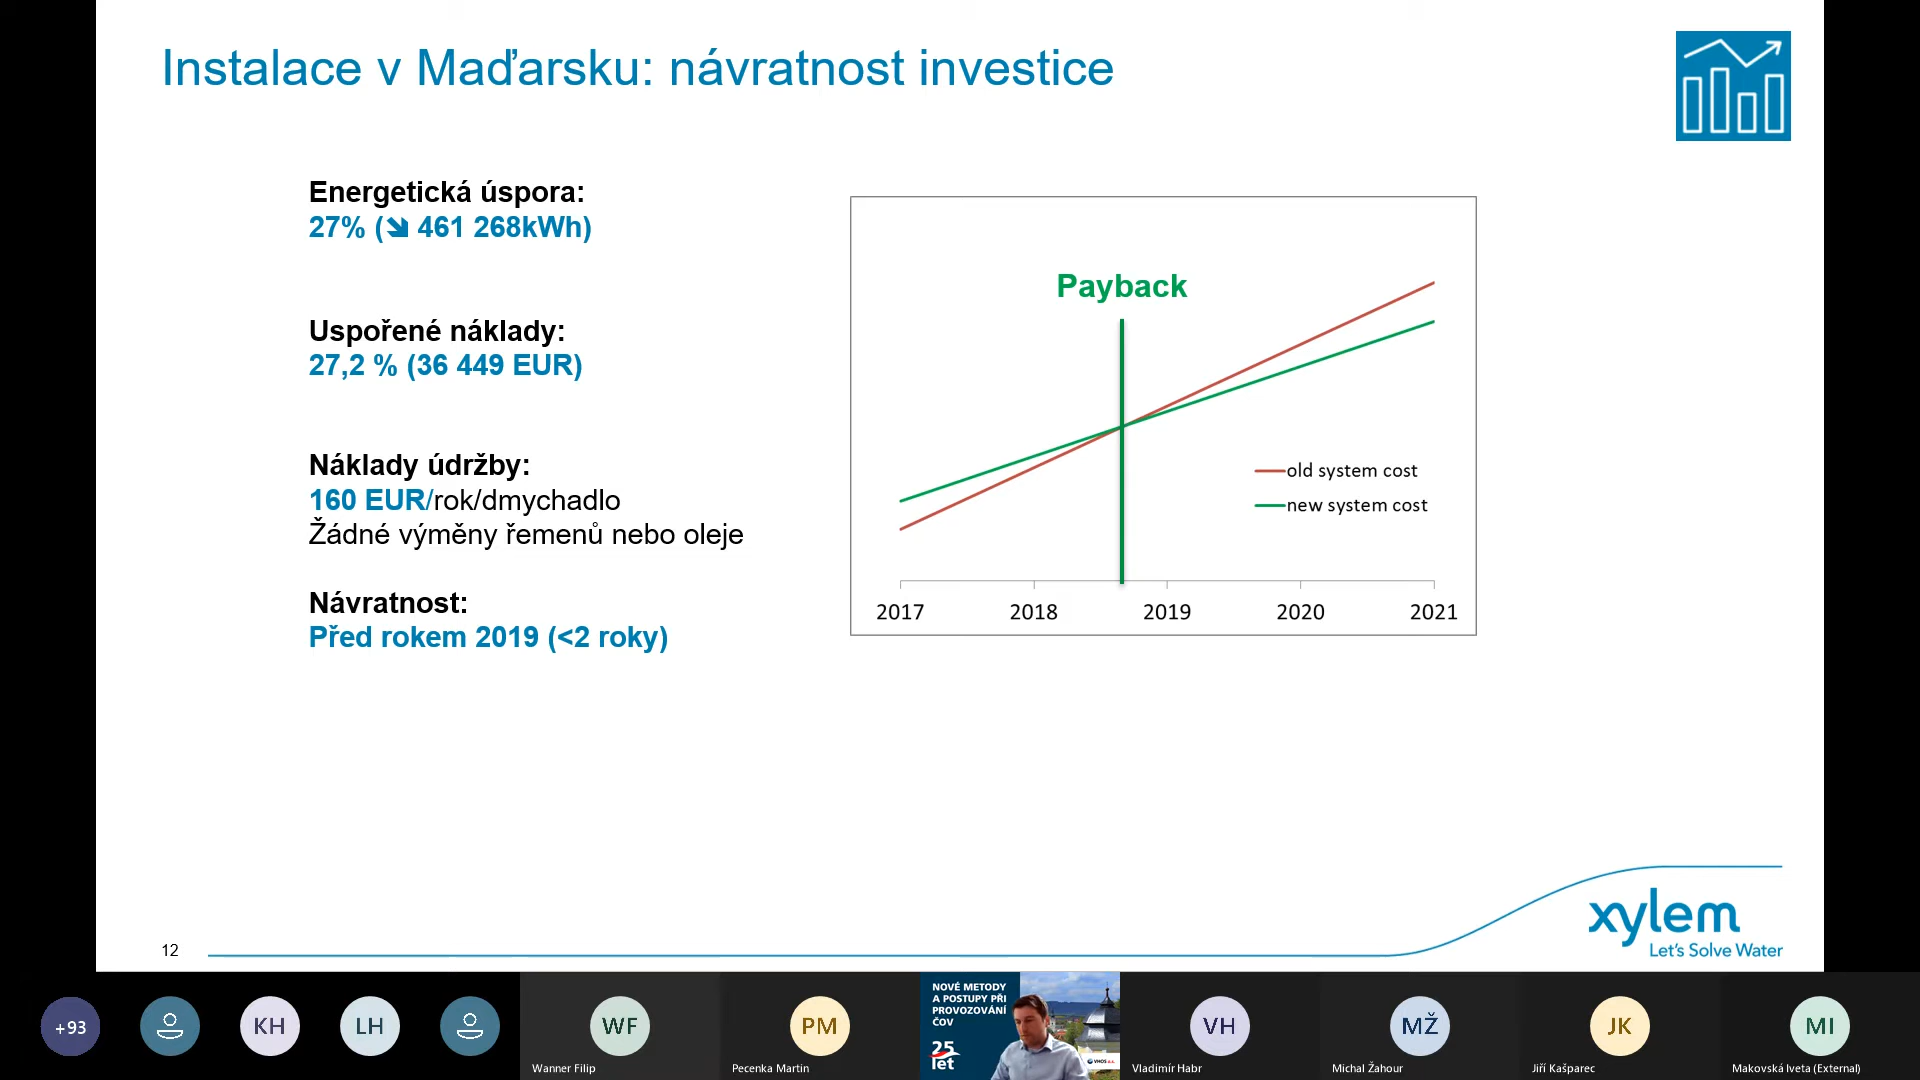 Instalace v Maďarsku: návratnost investice
Energetická úspora:
27% (↘ 461 268kWh)
Uspořené náklady:
27,2 % (36 449 EUR)
Náklady údržby:
160 EUR/rok/dmychadlo
Žádné výměny řemenů nebo oleje
Návratnost:
Před rokem 2019 (<2 roky)
Payback
old system cost
new system cost
2017 2018 2019 2020 2021
xylem
Let's Solve Water
12
+93
KH
LH
WF
Wanner Filip
PM
Pecenka Martin
NOVÉ METODY
A POSTUPY PŘI
PROVOZOVÁNÍ
ČOV
25
let
VHOS a.s.
VH
Vladimír Habr
MŽ
Michal Žahour
JK
Jiří Kašparec
MI
Makovská Iveta (External)